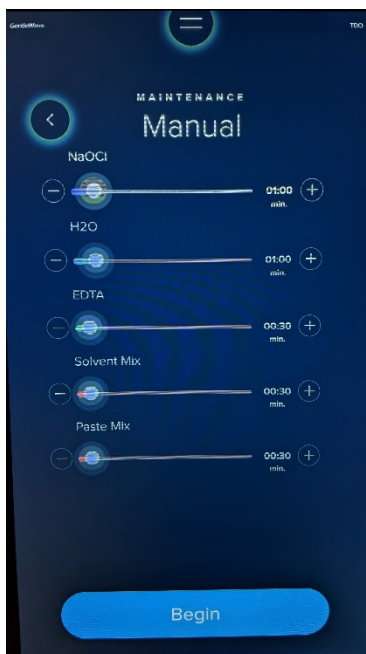 GentleWave
TDO
MAINTENANCE
Manual
NaOCl
01:00
min.
H2O
01:00
min.
EDTA
00:30
min.
Solvent Mix
00:30
min.
Paste Mix
00:30
min.
Begin